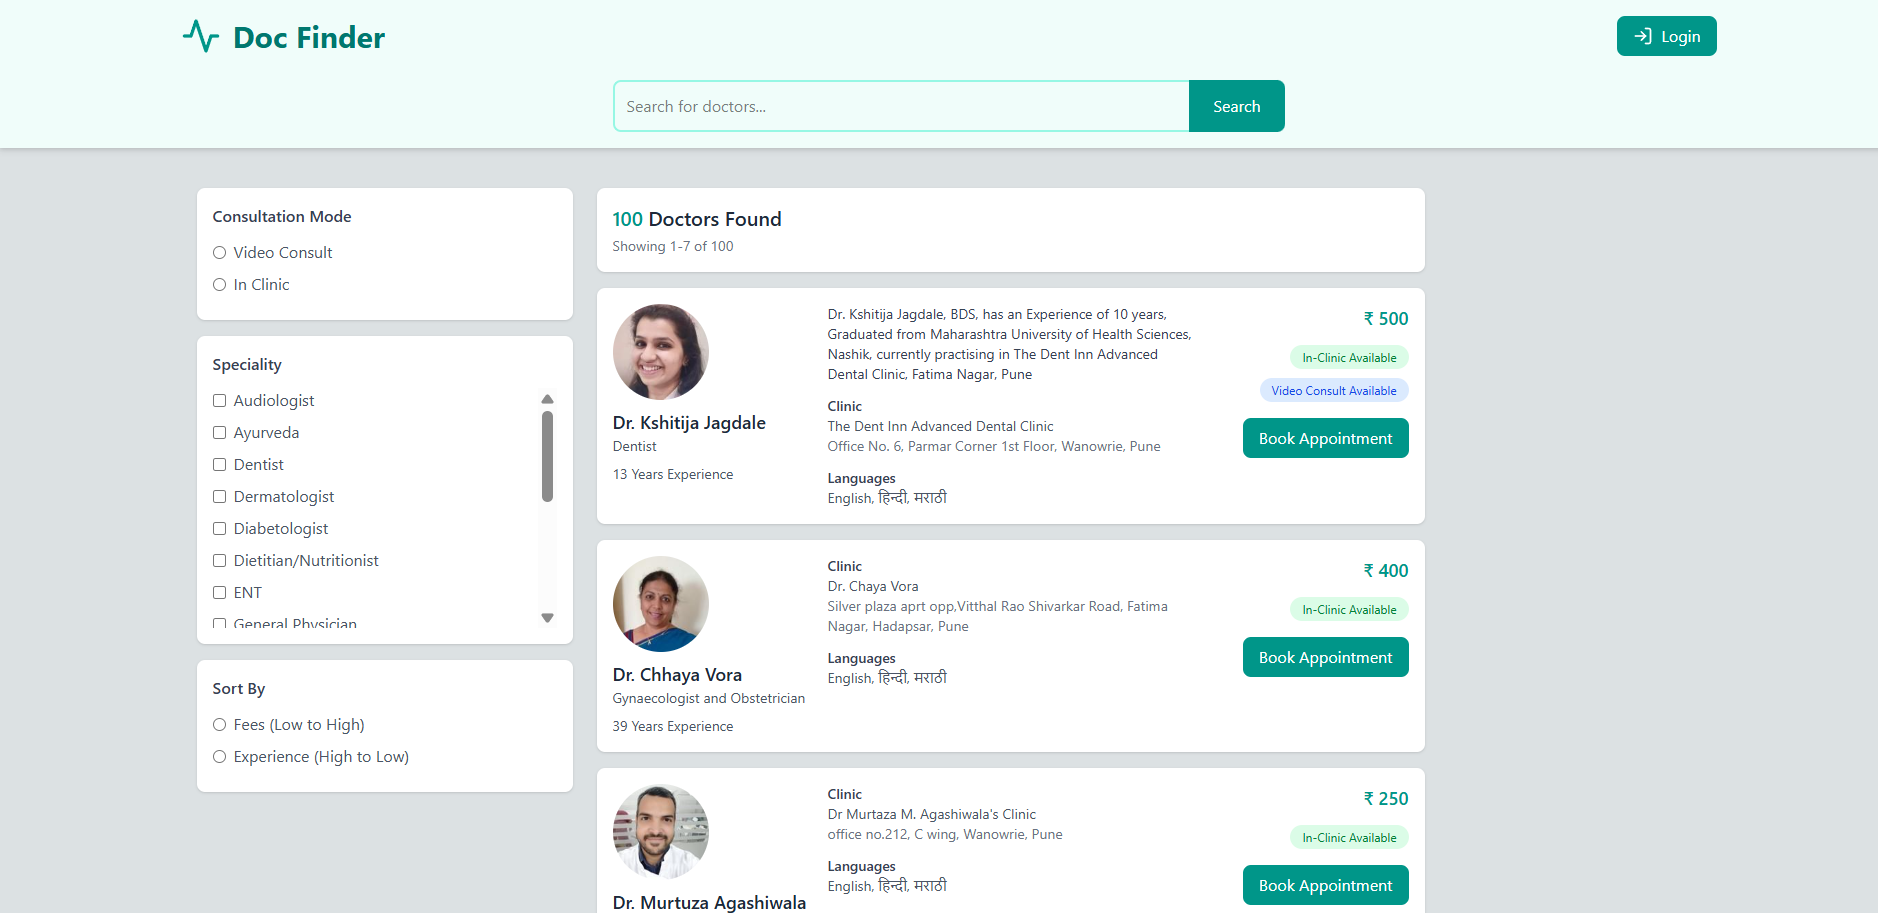 Doc Finder
Login
Search for doctors...
Search
Consultation Mode
Video Consult
In Clinic
Speciality
Audiologist
Ayurveda
Dentist
Dermatologist
Diabetologist
Dietitian/Nutritionist
ENT
General Physician
Sort By
Fees (Low to High)
Experience (High to Low)
100 Doctors Found
Showing 1-7 of 100
Dr. Kshitija Jagdale
Dentist
13 Years Experience
Dr. Kshitija Jagdale, BDS, has an Experience of 10 years,
Graduated from Maharashtra University of Health Sciences,
Nashik, currently practising in The Dent Inn Advanced
Dental Clinic, Fatima Nagar, Pune
Clinic
The Dent Inn Advanced Dental Clinic
Office No. 6, Parmar Corner 1st Floor, Wanowrie, Pune
Languages
English, हिन्दी, मराठी
₹ 500
In-Clinic Available
Video Consult Available
Book Appointment
Dr. Chhaya Vora
Gynaecologist and Obstetrician
39 Years Experience
Clinic
Dr. Chaya Vora
Silver plaza aprt opp,Vitthal Rao Shivarkar Road, Fatima
Nagar, Hadapsar, Pune
Languages
English, हिन्दी, मराठी
₹ 400
In-Clinic Available
Book Appointment
Dr. Murtuza Agashiwala
Clinic
Dr Murtaza M. Agashiwala's Clinic
office no.212, C wing, Wanowrie, Pune
Languages
English, हिन्दी, मराठी
₹ 250
In-Clinic Available
Book Appointment